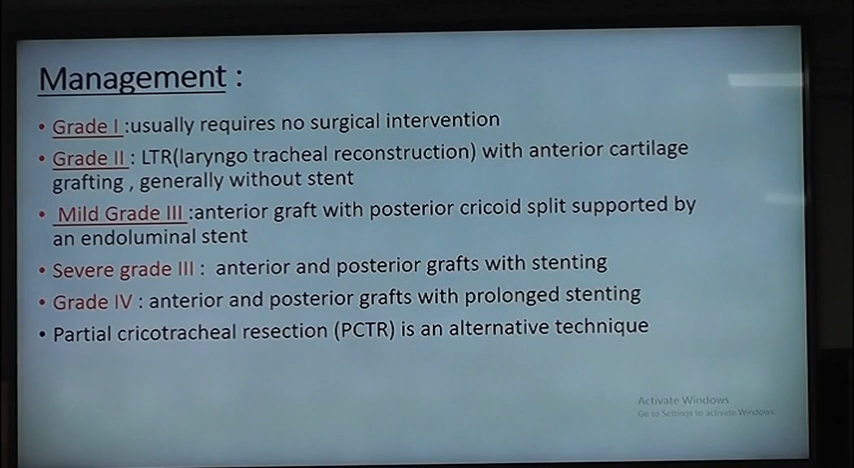 Management :
• Grade I :usually requires no surgical intervention
• Grade II : LTR(laryngo tracheal reconstruction) with anterior cartilage
grafting , generally without stent
• Mild Grade III :anterior graft with posterior cricoid split supported by
an endoluminal stent
• Severe grade III : anterior and posterior grafts with stenting
• Grade IV : anterior and posterior grafts with prolonged stenting
• Partial cricotracheal resection (PCTR) is an alternative technique
Activate Windows
Go to Settings to activate Windows.